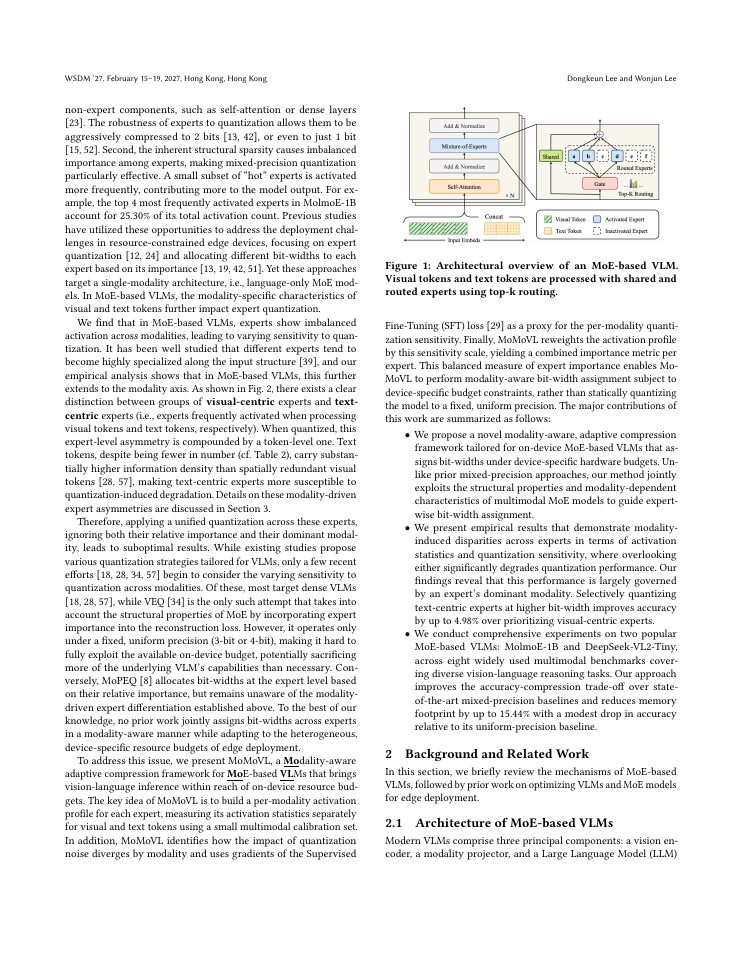 WSDM ’27, February 15–19, 2027, Hong Kong, Hong Kong
Dongkeun Lee and Wonjun Lee
non-expert components, such as self-attention or dense layers
[23]. The robustness of experts to quantization allows them to be
aggressively compressed to 2 bits [13, 42], or even to just 1 bit
[15, 52]. Second, the inherent structural sparsity causes imbalanced
importance among experts, making mixed-precision quantization
particularly effective. A small subset of “hot” experts is activated
more frequently, contributing more to the model output. For ex-
ample, the top 4 most frequently activated experts in MolmoE-1B
account for 25.30% of its total activation count. Previous studies
have utilized these opportunities to address the deployment chal-
lenges in resource-constrained edge devices, focusing on expert
quantization [12, 24] and allocating different bit-widths to each
expert based on its importance [13, 19, 42, 51]. Yet these approaches
target a single-modality architecture, i.e., language-only MoE mod-
els. In MoE-based VLMs, the modality-specific characteristics of
visual and text tokens further impact expert quantization.
We find that in MoE-based VLMs, experts show imbalanced
activation across modalities, leading to varying sensitivity to quan-
tization. It has been well studied that different experts tend to
become highly specialized along the input structure [39], and our
empirical analysis shows that in MoE-based VLMs, this further
extends to the modality axis. As shown in Fig. 2, there exists a clear
distinction between groups of visual-centric experts and text-
centric experts (i.e., experts frequently activated when processing
visual tokens and text tokens, respectively). When quantized, this
expert-level asymmetry is compounded by a token-level one. Text
tokens, despite being fewer in number (cf. Table 2), carry substan-
tially higher information density than spatially redundant visual
tokens [28, 57], making text-centric experts more susceptible to
quantization-induced degradation. Details on these modality-driven
expert asymmetries are discussed in Section 3.
Therefore, applying a unified quantization across these experts,
ignoring both their relative importance and their dominant modal-
ity, leads to suboptimal results. While existing studies propose
various quantization strategies tailored for VLMs, only a few recent
efforts [18, 28, 34, 57] begin to consider the varying sensitivity to
quantization across modalities. Of these, most target dense VLMs
[18, 28, 57], while VEQ [34] is the only such attempt that takes into
account the structural properties of MoE by incorporating expert
importance into the reconstruction loss. However, it operates only
under a fixed, uniform precision (3-bit or 4-bit), making it hard to
fully exploit the available on-device budget, potentially sacrificing
more of the underlying VLM’s capabilities than necessary. Con-
versely, MoPEQ [8] allocates bit-widths at the expert level based
on their relative importance, but remains unaware of the modality-
driven expert differentiation established above. To the best of our
knowledge, no prior work jointly assigns bit-widths across experts
in a modality-aware manner while adapting to the heterogeneous,
device-specific resource budgets of edge deployment.
To address this issue, we present MoMoVL, a Modality-aware
adaptive compression framework for MoE-based VLMs that brings
vision-language inference within reach of on-device resource bud-
gets. The key idea of MoMoVL is to build a per-modality activation
profile for each expert, measuring its activation statistics separately
for visual and text tokens using a small multimodal calibration set.
In addition, MoMoVL identifies how the impact of quantization
noise diverges by modality and uses gradients of the Supervised
Add & Normalize
Mixture-of-Experts
Add & Normalize
Self-Attention
× N
Concat
Input Embeds
Shared
a b c d e f
Routed Experts
Gate
Top-K Routing
Visual Token
Activated Expert
Text Token
Inactivated Expert
Figure 1: Architectural overview of an MoE-based VLM.
Visual tokens and text tokens are processed with shared and
routed experts using top-k routing.
Fine-Tuning (SFT) loss [29] as a proxy for the per-modality quanti-
zation sensitivity. Finally, MoMoVL reweights the activation profile
by this sensitivity scale, yielding a combined importance metric per
expert. This balanced measure of expert importance enables Mo-
MoVL to perform modality-aware bit-width assignment subject to
device-specific budget constraints, rather than statically quantizing
the model to a fixed, uniform precision. The major contributions of
this work are summarized as follows:
• We propose a novel modality-aware, adaptive compression
framework tailored for on-device MoE-based VLMs that as-
signs bit-widths under device-specific hardware budgets. Un-
like prior mixed-precision approaches, our method jointly
exploits the structural properties and modality-dependent
characteristics of multimodal MoE models to guide expert-
wise bit-width assignment.
• We present empirical results that demonstrate modality-
induced disparities across experts in terms of activation
statistics and quantization sensitivity, where overlooking
either significantly degrades quantization performance. Our
findings reveal that this performance is largely governed
by an expert’s dominant modality. Selectively quantizing
text-centric experts at higher bit-width improves accuracy
by up to 4.98% over prioritizing visual-centric experts.
• We conduct comprehensive experiments on two popular
MoE-based VLMs: MolmoE-1B and DeepSeek-VL2-Tiny,
across eight widely used multimodal benchmarks cover-
ing diverse vision-language reasoning tasks. Our approach
improves the accuracy-compression trade-off over state-
of-the-art mixed-precision baselines and reduces memory
footprint by up to 15.44% with a modest drop in accuracy
relative to its uniform-precision baseline.
2 Background and Related Work
In this section, we briefly review the mechanisms of MoE-based
VLMs, followed by prior work on optimizing VLMs and MoE models
for edge deployment.
2.1 Architecture of MoE-based VLMs
Modern VLMs comprise three principal components: a vision en-
coder, a modality projector, and a Large Language Model (LLM)